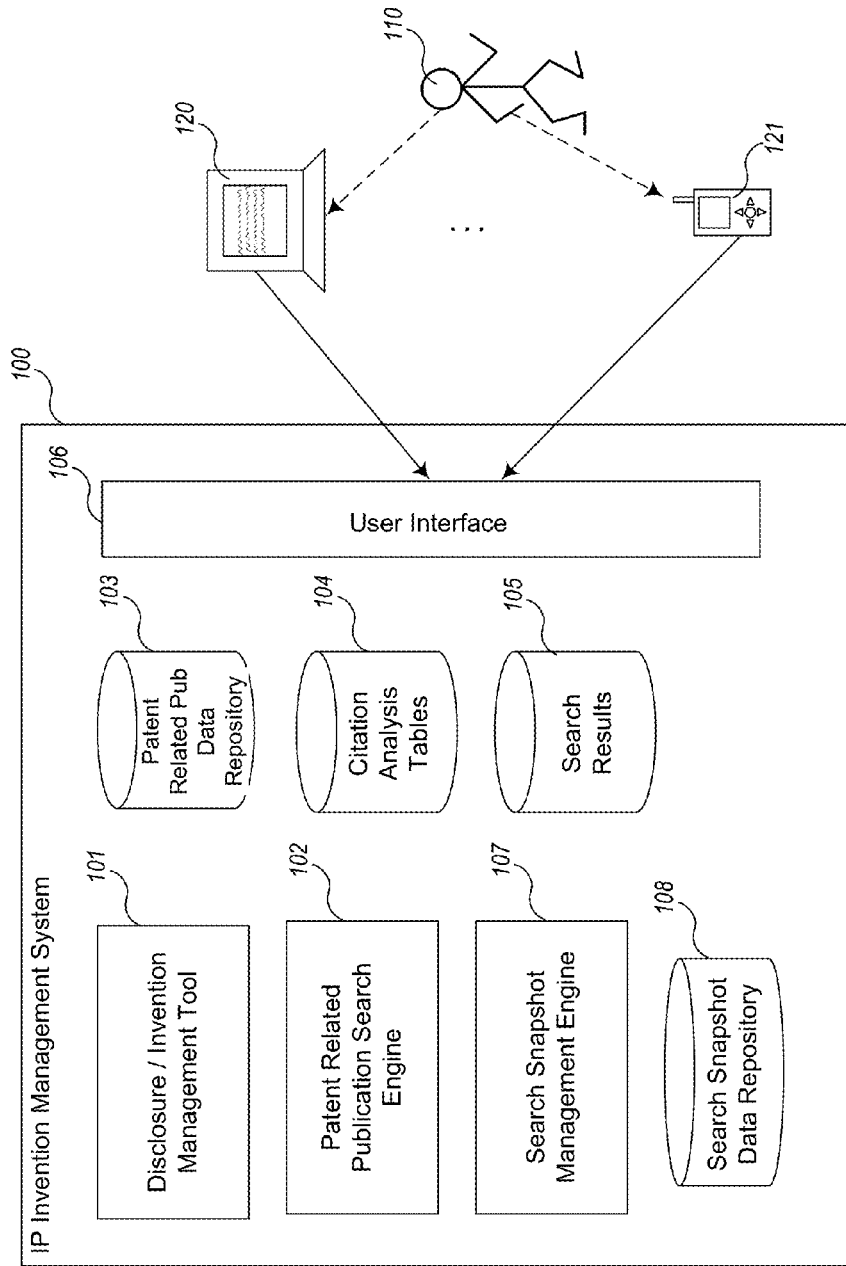 IP Invention Management System
100
101
Disclosure / Invention
Management Tool
102
Patent Related
Publication Search
Engine
107
Search Snapshot
Management Engine
108
Search Snapshot
Data Repository
103
Patent
Related Pub
Data
Repository
104
Citation
Analysis
Tables
105
Search
Results
106
User Interface
120
110
...
121